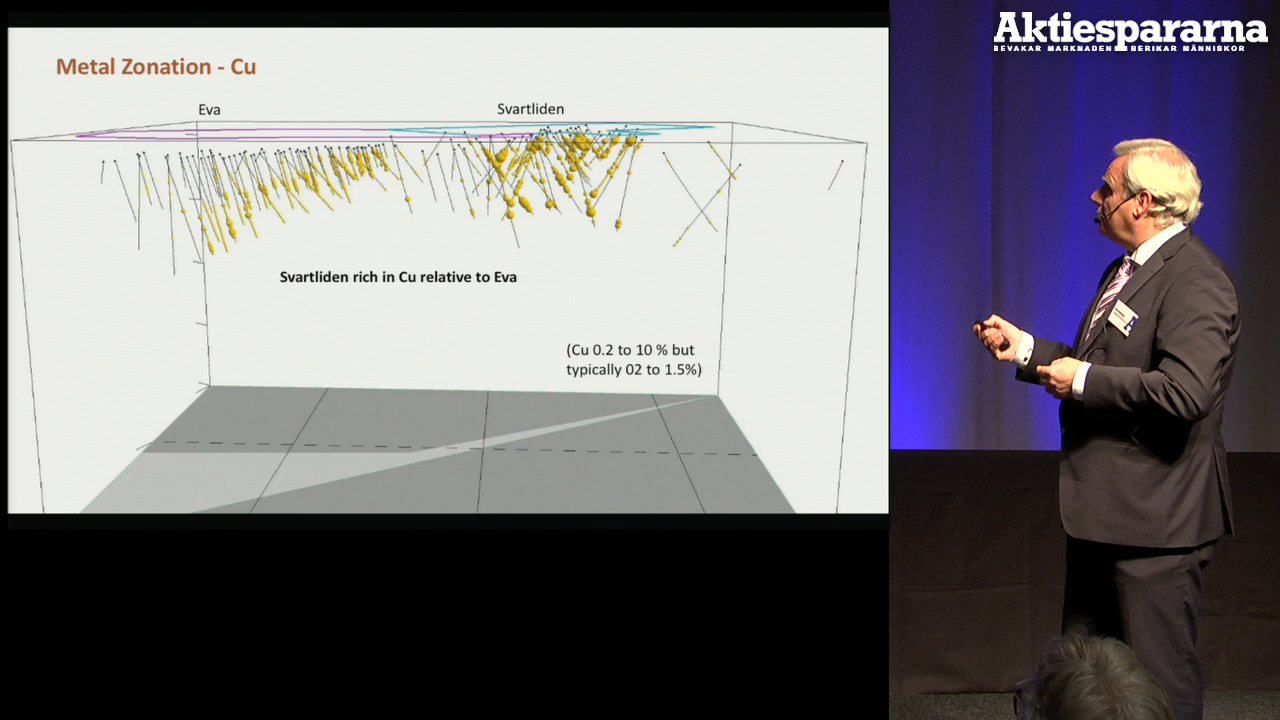 Aktiespararna
BEVAKAR MARKNADEN BERIKAR MÄNNISKOR
Metal Zonation - Cu
Eva
Svartliden
Svartliden rich in Cu relative to Eva
(Cu 0.2 to 10 % but
typically 02 to 1.5%)